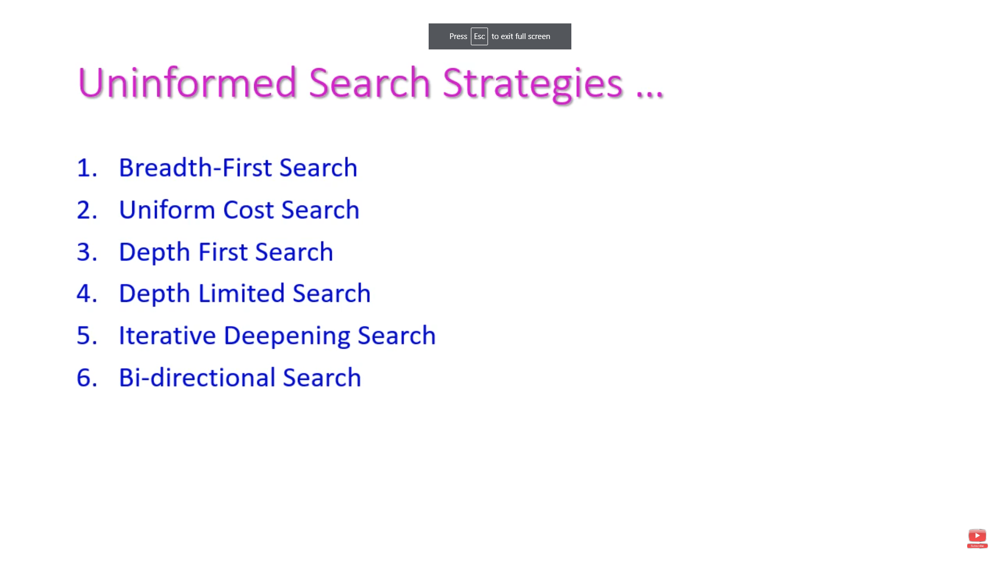 Press Esc to exit full screen
Uninformed Search Strategies ...
1. Breadth-First Search
2. Uniform Cost Search
3. Depth First Search
4. Depth Limited Search
5. Iterative Deepening Search
6. Bi-directional Search
Subscribe